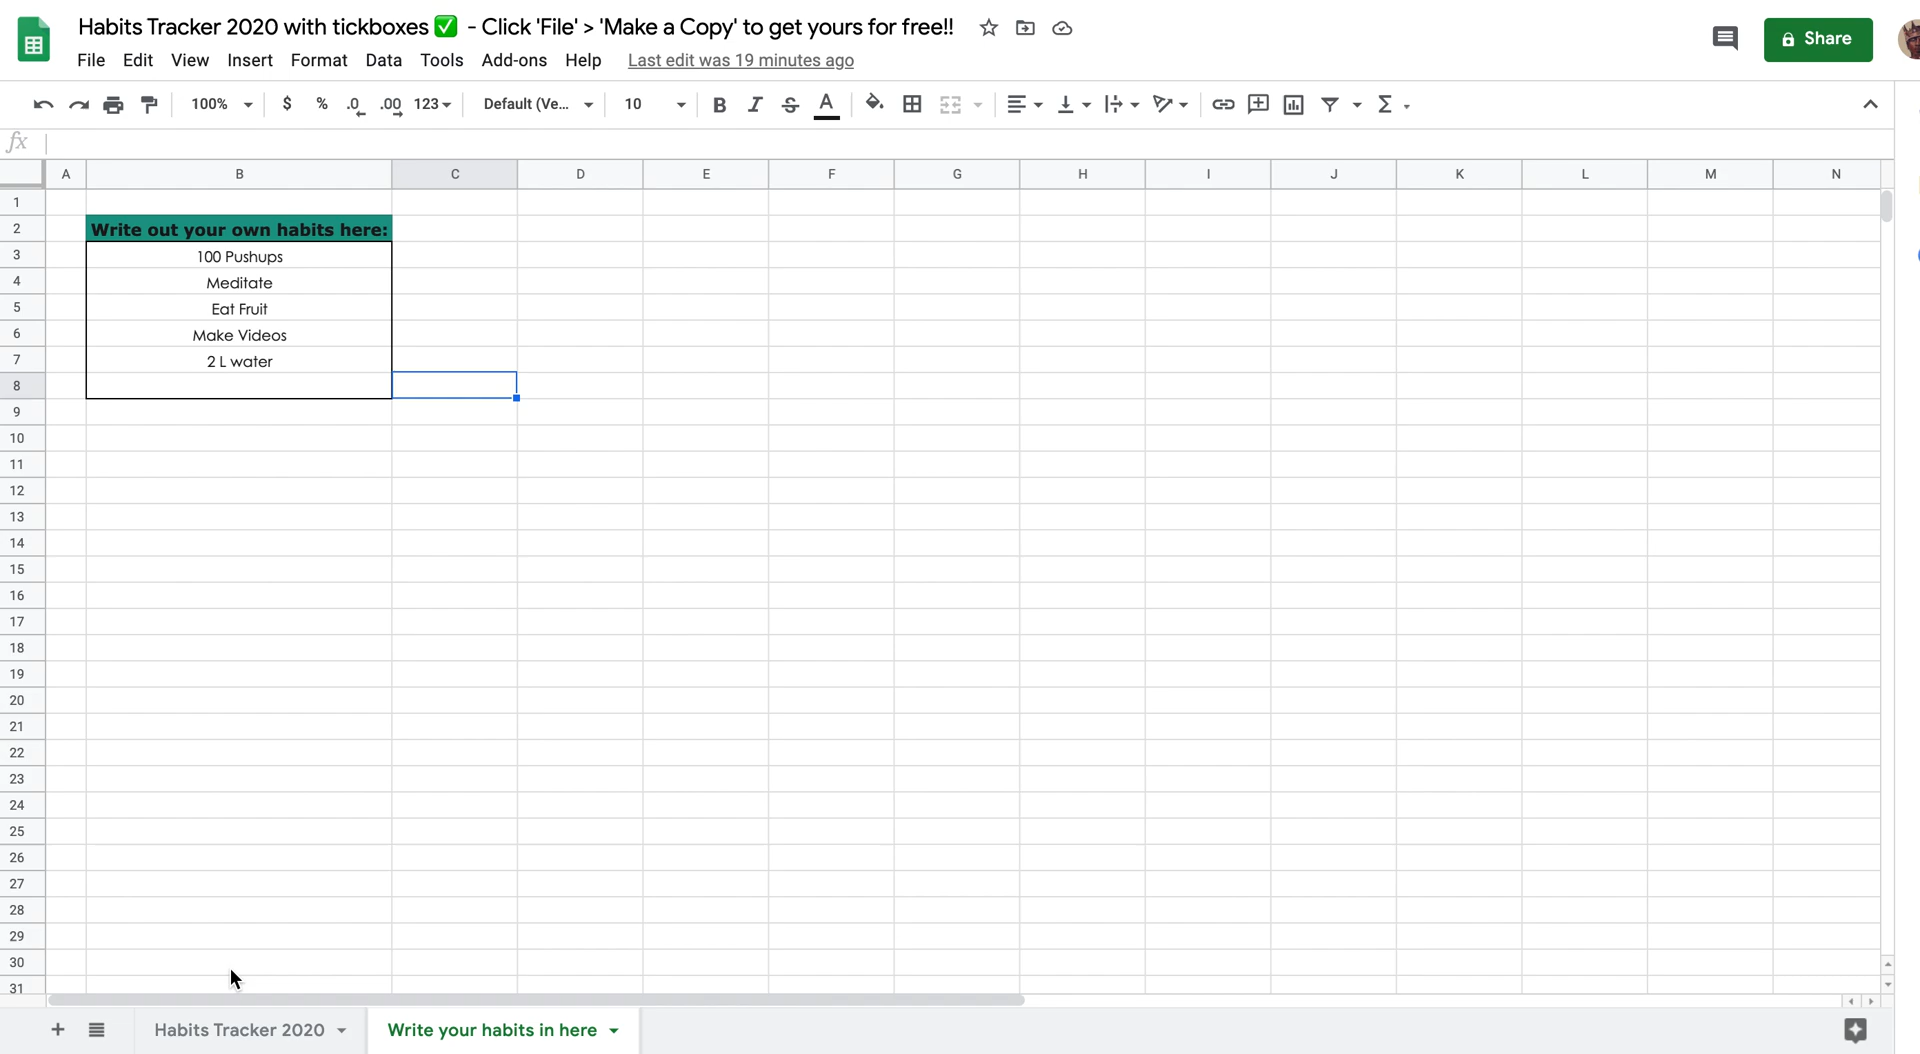 Habits Tracker 2020 with tickboxes ✅ - Click 'File' > 'Make a Copy' to get yours for free!!
File Edit View Insert Format Data Tools Add-ons Help Last edit was 19 minutes ago
Share
100% $ % .0 .00 123 Default (Ve... 10 B I S A Σ
fx
A B C D E F G H I J K L M N
1
2 Write out your own habits here:
3 100 Pushups
4 Meditate
5 Eat Fruit
6 Make Videos
7 2 L water
8
9
10
11
12
13
14
15
16
17
18
19
20
21
22
23
24
25
26
27
28
29
30
31
+ Habits Tracker 2020 Write your habits in here